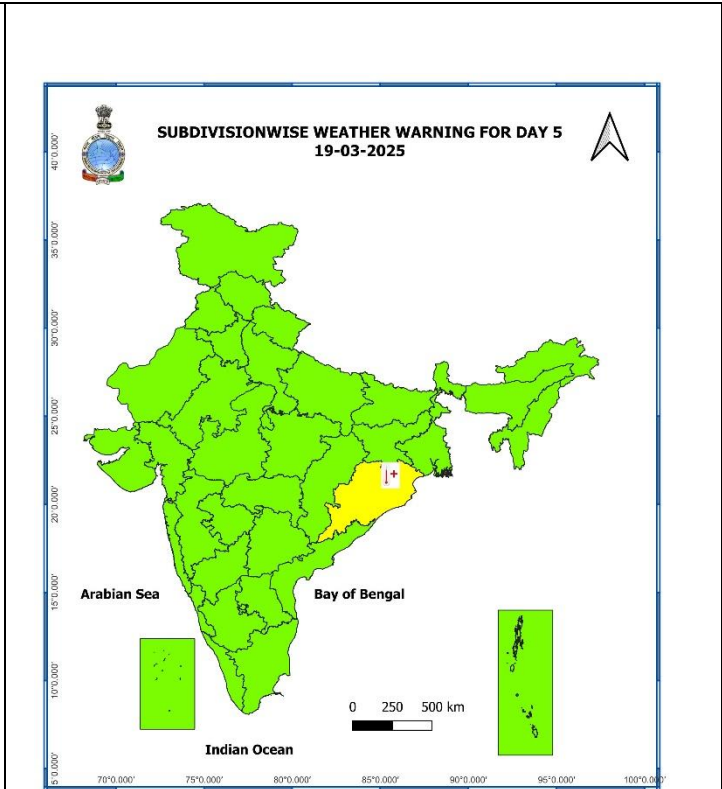 SUBDIVISIONWISE WEATHER WARNING FOR DAY 5
19-03-2025
40°0.000'
35°0.000'
30°0.000'
25°0.000'
20°0.000'
15°0.000'
10°0.000'
5°0.000'
Arabian Sea
Bay of Bengal
0 250 500 km
Indian Ocean
70°0.000' 75°0.000' 80°0.000' 85°0.000' 90°0.000' 95°0.000' 100°0.000'